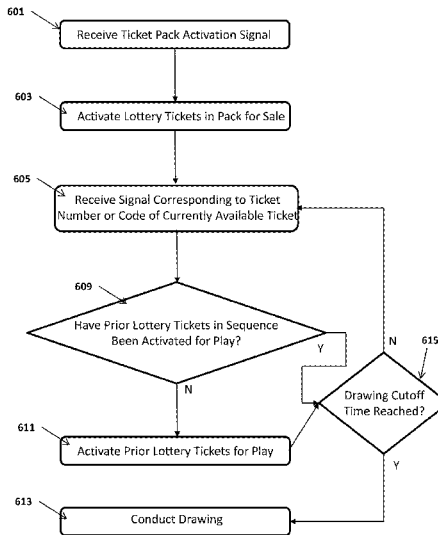 601
Receive Ticket Pack Activation Signal
603
Activate Lottery Tickets in Pack for Sale
605
Receive Signal Corresponding to Ticket
Number or Code of Currently Available Ticket
609
Have Prior Lottery Tickets in Sequence
Been Activated for Play?
Y
N
N
615
Drawing Cutoff
Time Reached?
Y
611
Activate Prior Lottery Tickets for Play
613
Conduct Drawing